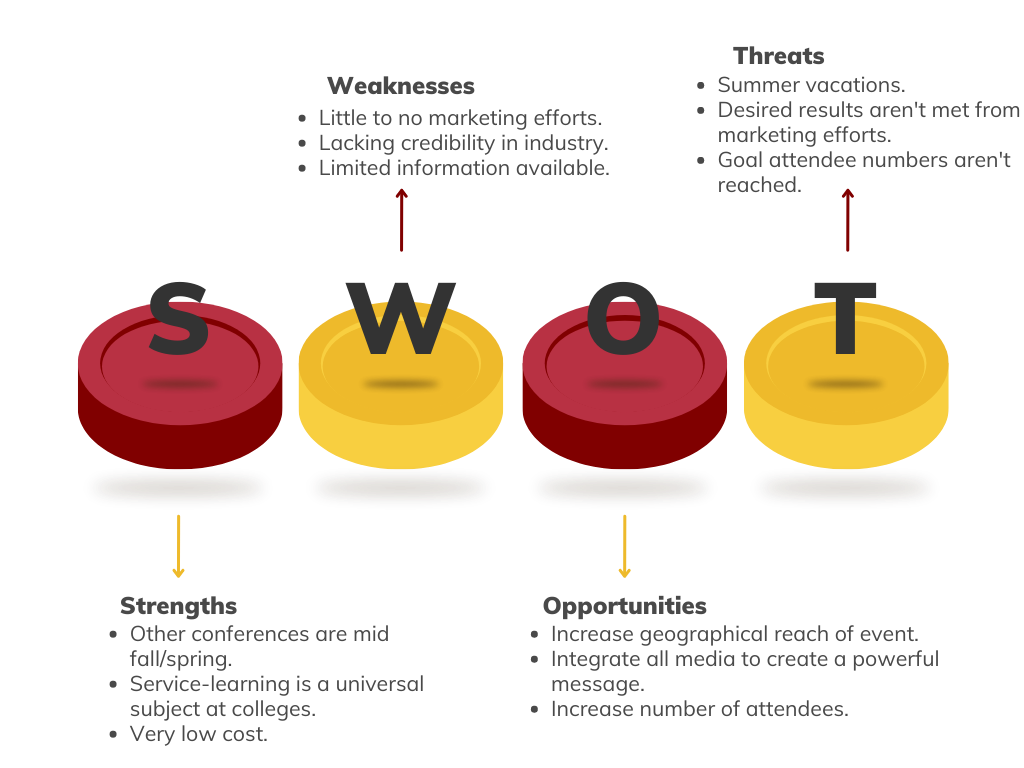 Threats
• Summer vacations.
• Desired results aren't met from
marketing efforts.
• Goal attendee numbers aren't
reached.
Weaknesses
• Little to no marketing efforts.
• Lacking credibility in industry.
• Limited information available.
S W O T
Strengths
• Other conferences are mid
fall/spring.
• Service-learning is a universal
subject at colleges.
• Very low cost.
Opportunities
• Increase geographical reach of event.
• Integrate all media to create a powerful
message.
• Increase number of attendees.